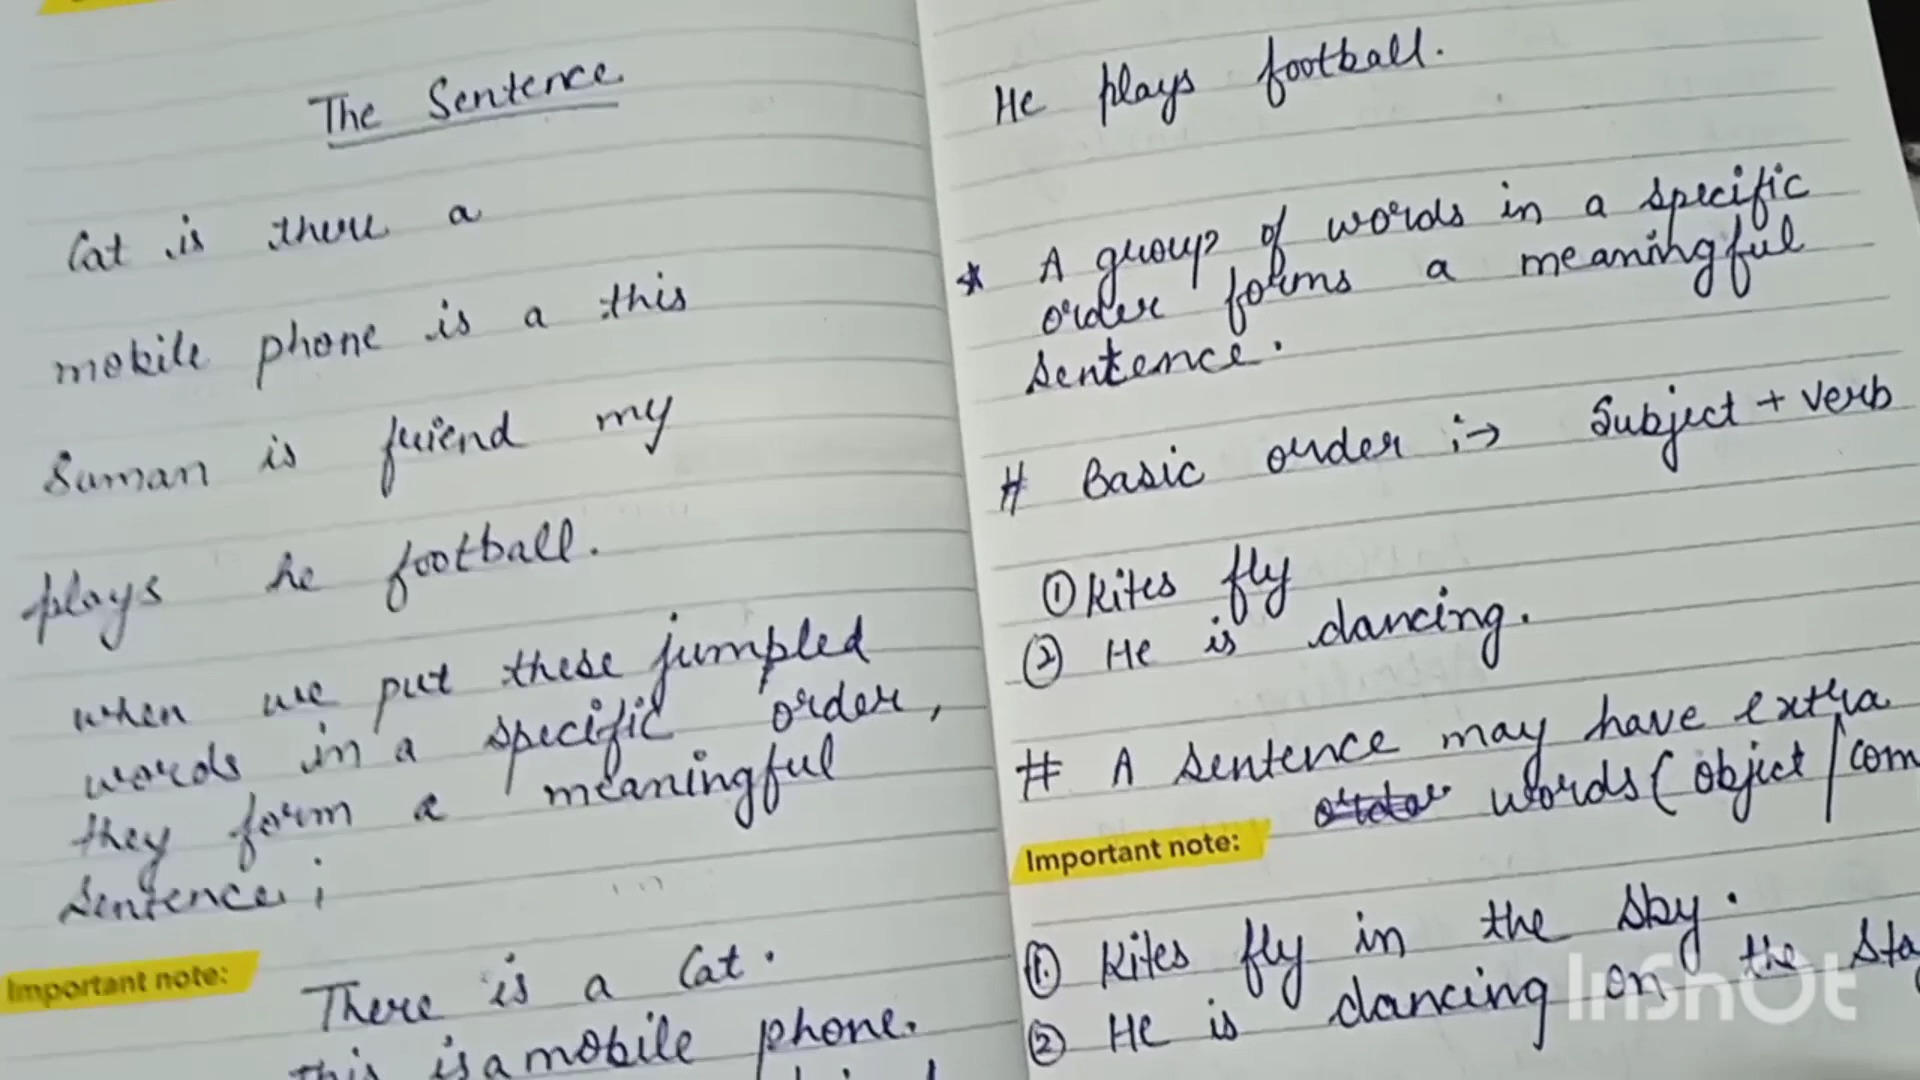 The Sentence
Cat is there a
mobile phone is a this
Suman is friend my
plays he football.
when we put these jumpled
words in a specific order,
they form a meaningful
sentence;
Important note:
There is a Cat.
this is a mobile phone.
He plays football.
* A group of words in a specific
order forms a meaningful
sentence.
# Basic order :→ Subject + verb
① Kites fly
② He is dancing.
# A sentence may have extra
words (object / com
Important note:
①. Kites fly in the sky.
② He is dancing on the sta
InShOt